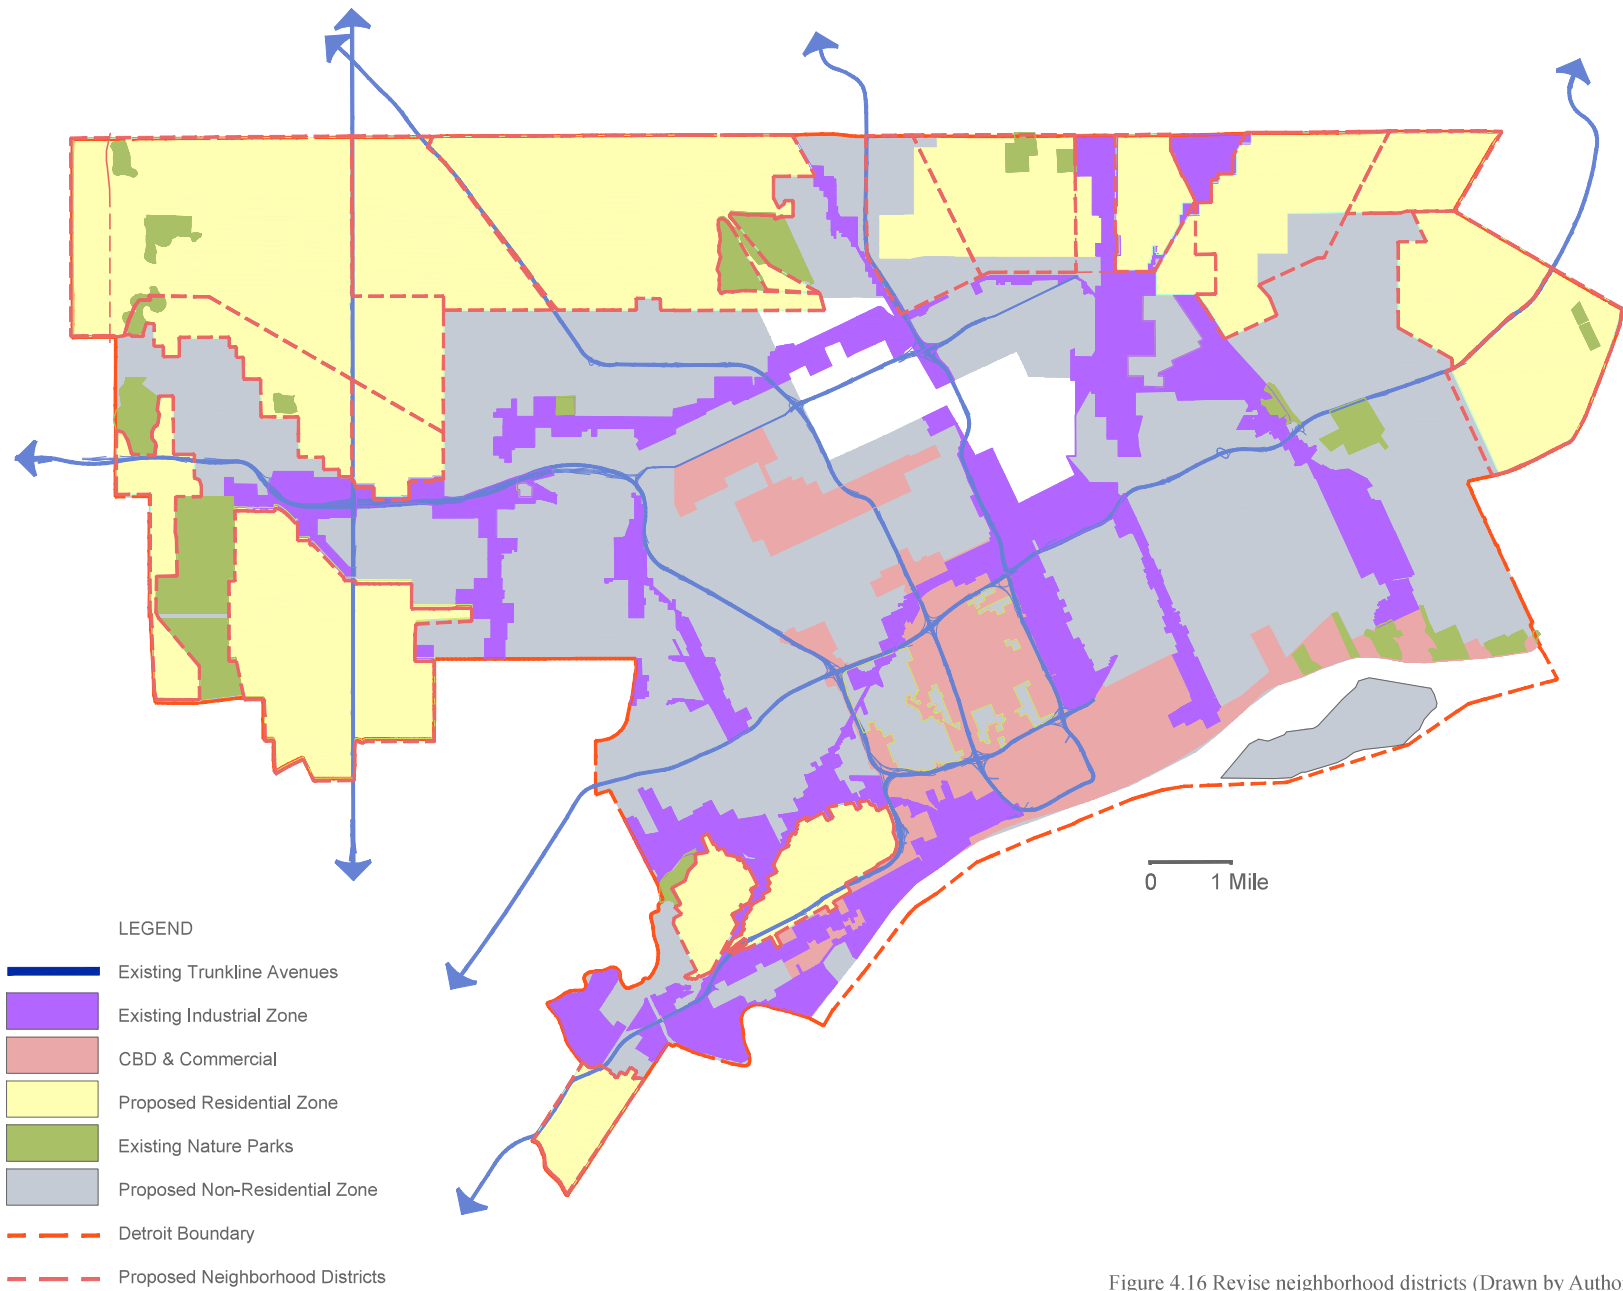 0 1 Mile
LEGEND
Existing Trunkline Avenues
Existing Industrial Zone
CBD & Commercial
Proposed Residential Zone
Existing Nature Parks
Proposed Non-Residential Zone
Detroit Boundary
Proposed Neighborhood Districts
Figure 4.16 Revise neighborhood districts (Drawn by Autho